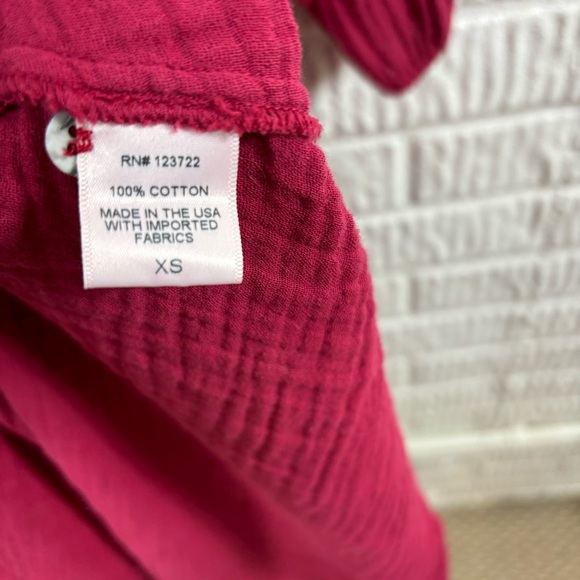 RN# 123722
100% COTTON
MADE IN THE USA
WITH IMPORTED
FABRICS
XS